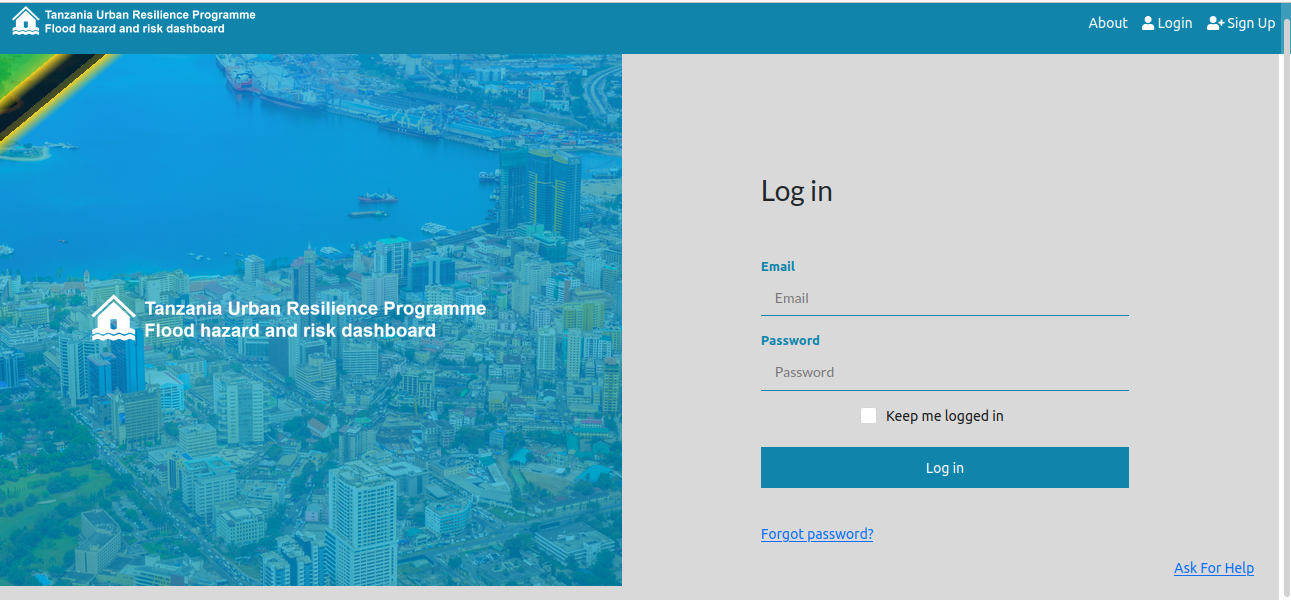 Tanzania Urban Resilience Programme
Flood hazard and risk dashboard
About Login Sign Up
Tanzania Urban Resilience Programme
Flood hazard and risk dashboard
Log in
Email
Email
Password
Password
Keep me logged in
Log in
Forgot password?
Ask For Help